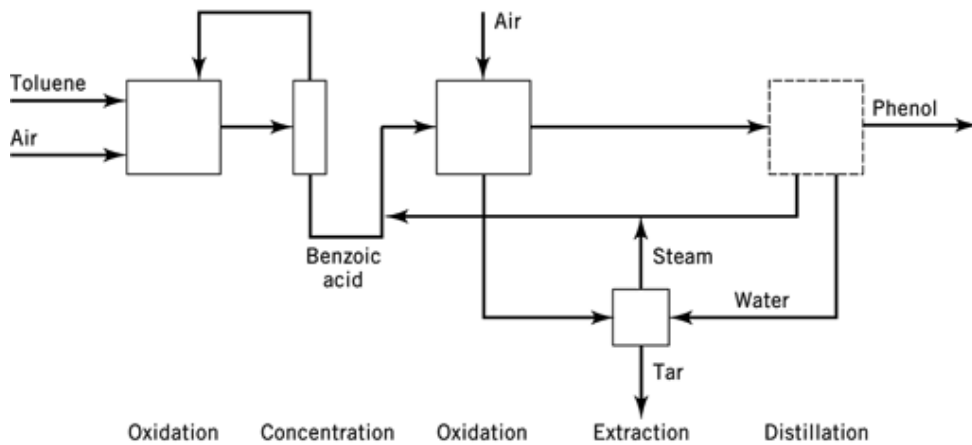 Air
Toluene
Phenol
Air
Benzoic
acid
Steam
Water
Tar
Oxidation Concentration Oxidation Extraction Distillation